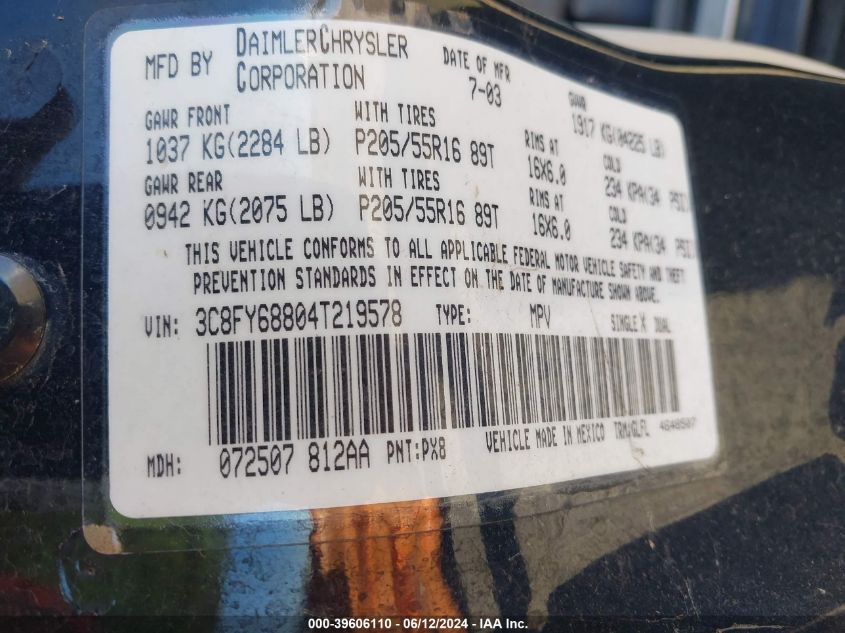 MFD BY DAIMLERCHRYSLER CORPORATION
DATE OF MFR 7-03
GVWR 1917 KG(04225 LB)
GAWR FRONT WITH TIRES RIMS AT COLD
1037 KG(2284 LB) P205/55R16 89T 16X6.0 234 KPA(34 PSI)
GAWR REAR WITH TIRES RIMS AT COLD
0942 KG(2075 LB) P205/55R16 89T 16X6.0 234 KPA(34 PSI)
THIS VEHICLE CONFORMS TO ALL APPLICABLE FEDERAL MOTOR VEHICLE SAFETY AND THEFT
PREVENTION STANDARDS IN EFFECT ON THE DATE OF MANUFACTURE SHOWN ABOVE.
VIN: 3C8FY68804T219578 TYPE: MPV SINGLE X DUAL
MDH: 072507 812AA PNT:PX8 VEHICLE MADE IN MEXICO TRM:GLFL
000-39606110 - 06/12/2024 - IAA Inc.